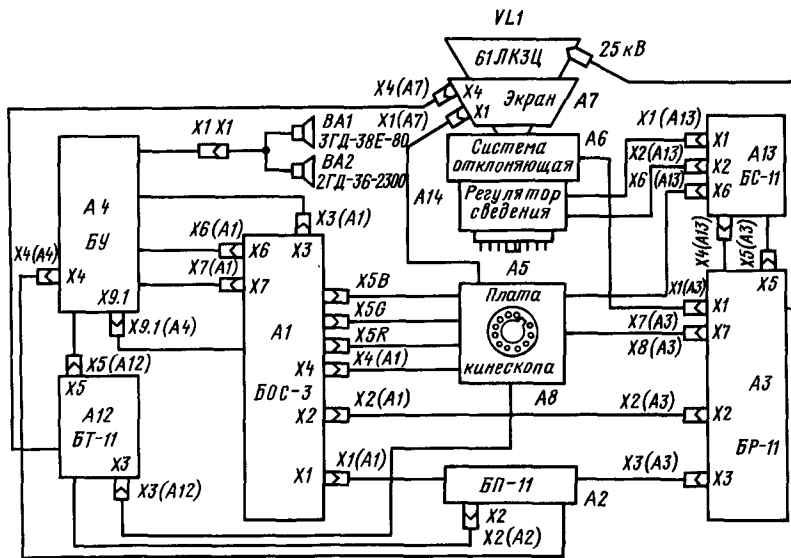 VL1
61ЛК3Ц
25 кВ
X4(A7)
X4
X1(A7)
X1
Экран
A7
X1 X1
BA1
3ГД-38Е-80
BA2
2ГД-36-2300
A6
Система
отклоняющая
A14
Регулятор
сведения
X1(A13)
X2(A13)
X6(A13)
X1
X2
X6
A13
БС-11
A4
БУ
X4(A4)
X4
X9.1
X6(A1)
X7(A1)
X3(A1)
X3
X6
X7
X4(A13)
X5(A3)
A5
X5B
X5G
X5R
X4(A1)
Плата
кинескопа
A8
X1(A3)
X7(A3)
X8(A3)
X5
X1
X7
X9.1(A4)
A1
БОС-3
X4
X2
X1
X5(A12)
X5
A12
БТ-11
X3
X3(A12)
X2(A1)
X2(A3)
X2
A3
БР-11
X1(A1)
БП-11
A2
X3(A3)
X3
X2
X2(A2)